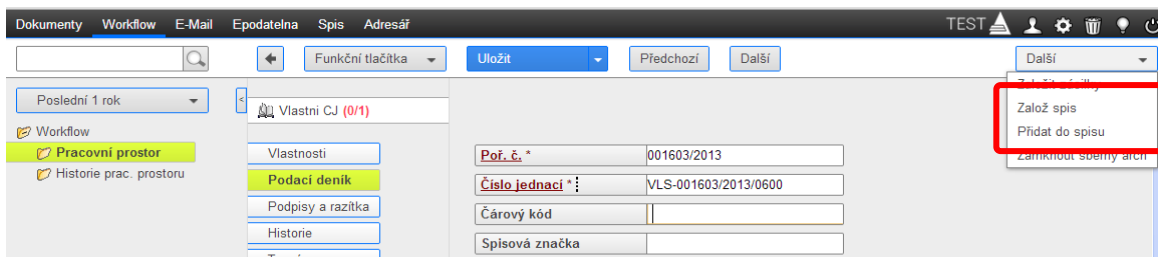 Dokumenty Workflow E-Mail Epodatelna Spis Adresář TEST
Funkční tlačítka Uložit Předchozí Další Další
Poslední 1 rok
<
Vlastni CJ (0/1)
Založ spis
Přidat do spisu
Zamknout sběrný arch
Workflow
Pracovní prostor
Historie prac. prostoru
Vlastnosti
Podací deník
Podpisy a razítka
Historie
Poř. č. * 001603/2013
Číslo jednací * VLS-001603/2013/0600
Čárový kód
Spisová značka